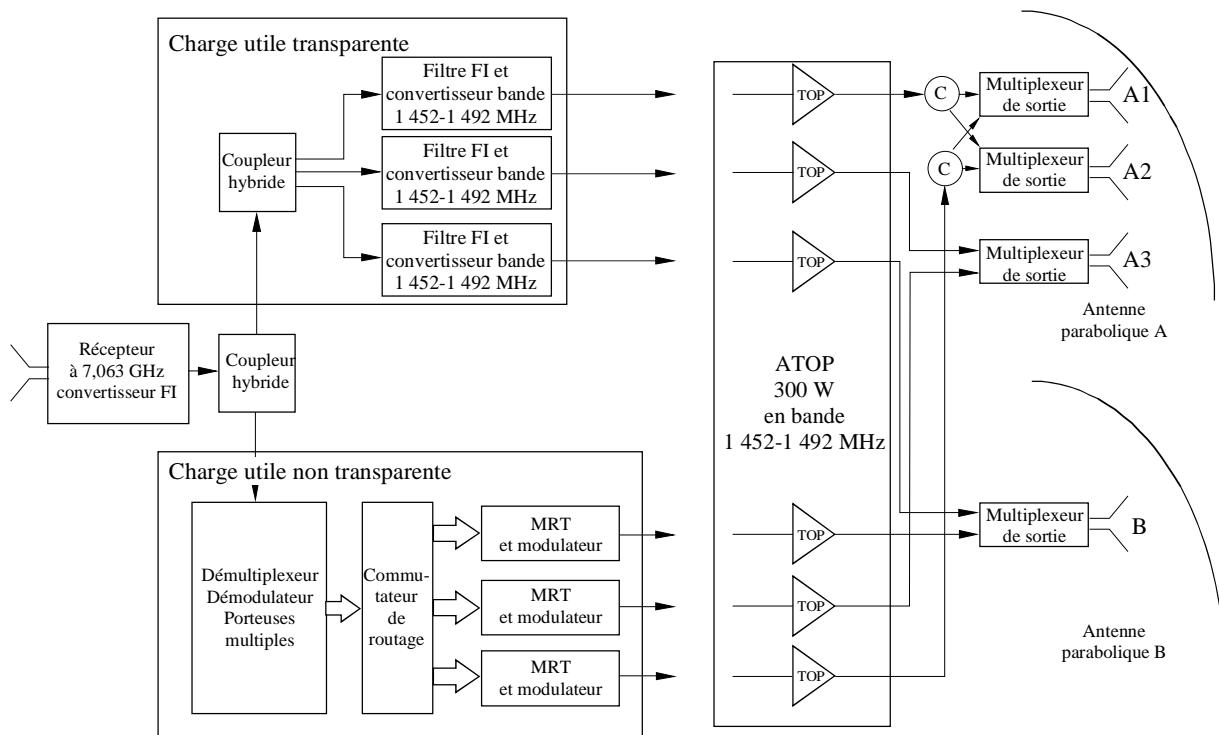 Charge utile transparente
Filtre FI et
convertisseur bande
1 452-1 492 MHz
Coupleur
hybride
Filtre FI et
convertisseur bande
1 452-1 492 MHz
Filtre FI et
convertisseur bande
1 452-1 492 MHz
Récepteur
à 7,063 GHz
convertisseur FI
Coupleur
hybride
Charge utile non transparente
Démultiplexeur
Démodulateur
Porteuses
multiples
Commu-
tateur
de
routage
MRT
et modulateur
MRT
et modulateur
MRT
et modulateur
TOP
TOP
TOP
ATOP
300 W
en bande
1 452-1 492 MHz
TOP
TOP
TOP
C
C
Multiplexeur
de sortie
A1
Multiplexeur
de sortie
A2
Multiplexeur
de sortie
A3
Antenne
parabolique A
Multiplexeur
de sortie
B
Antenne
parabolique B